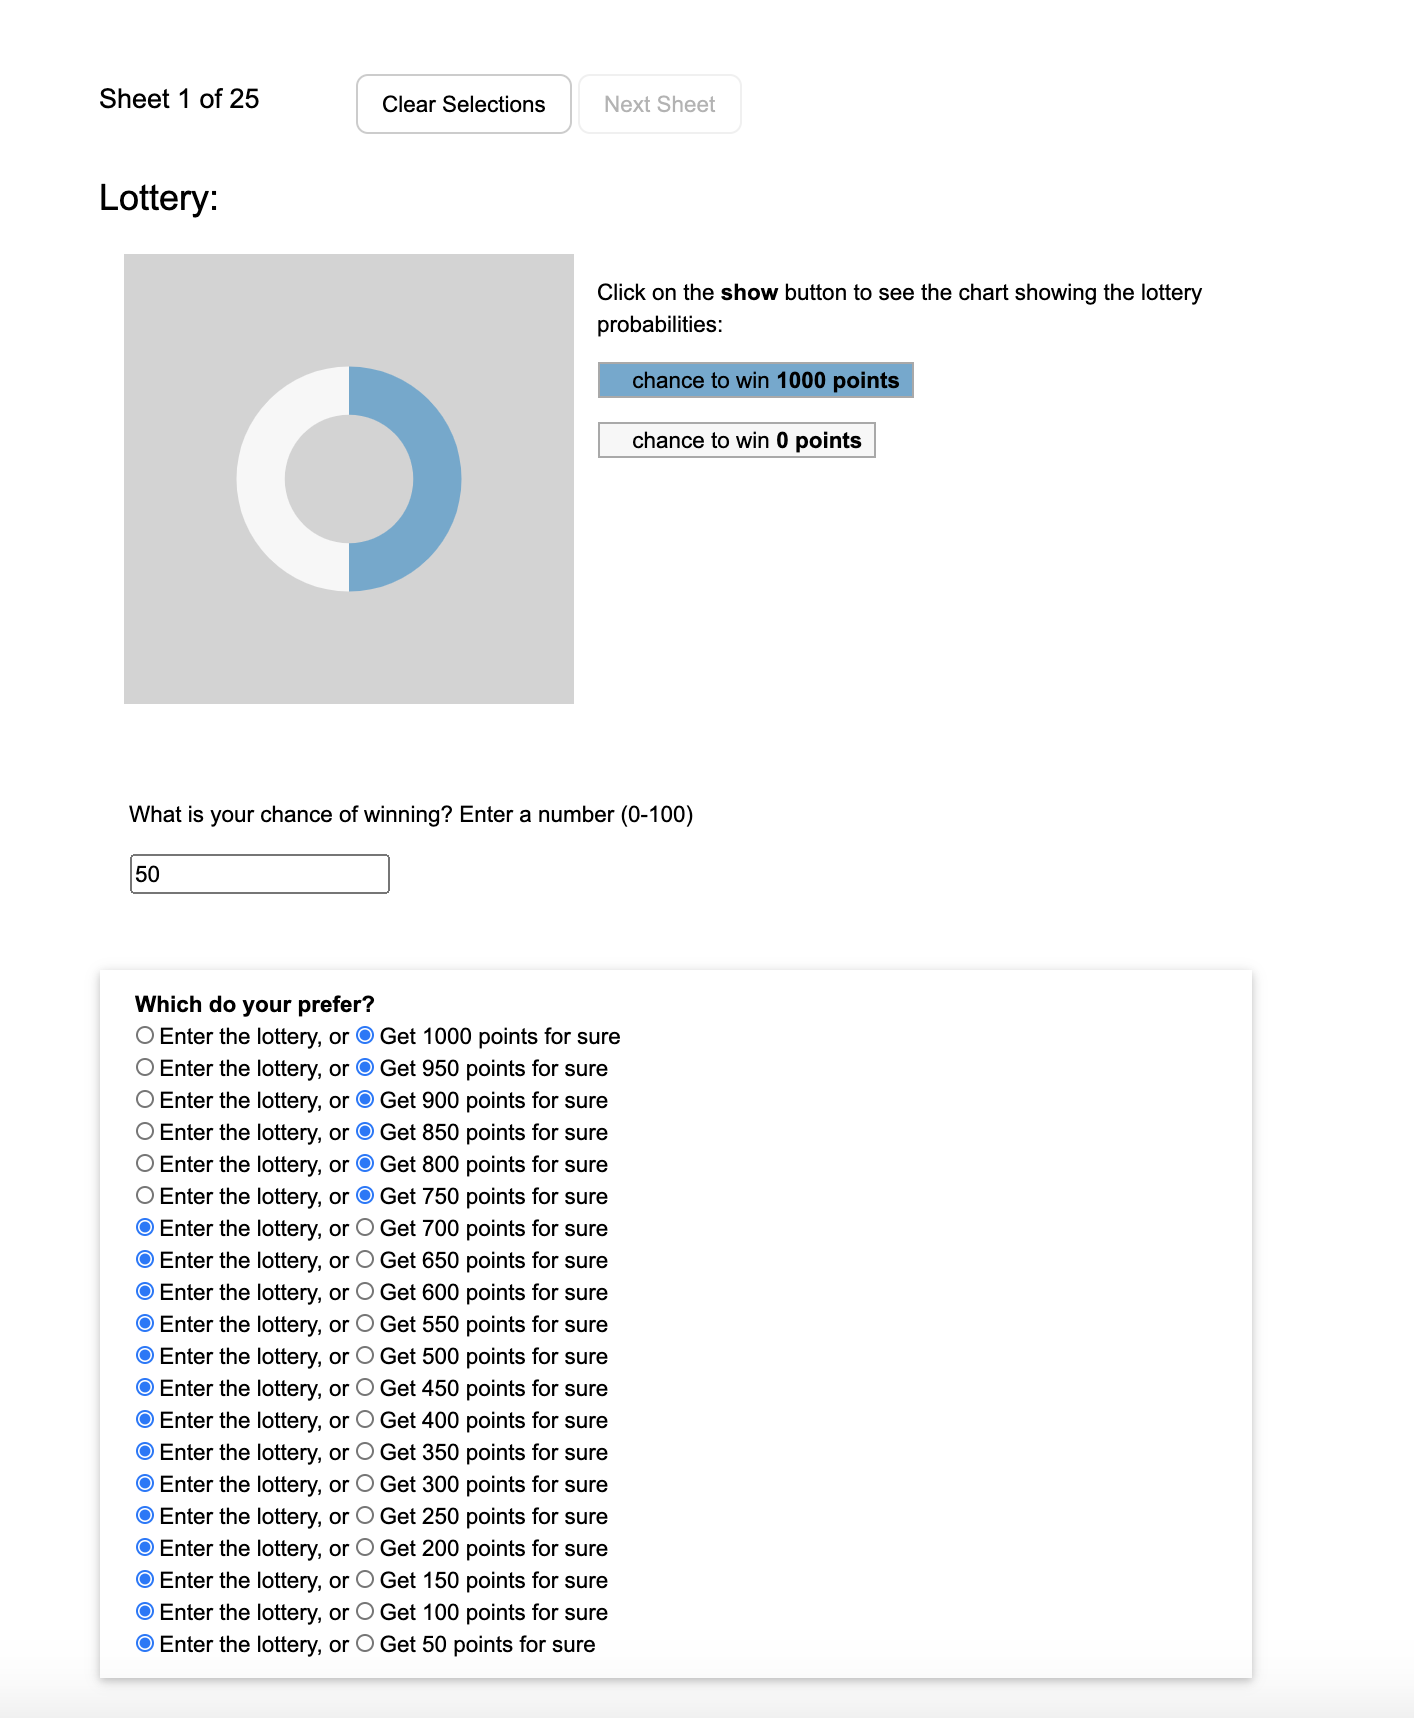 Sheet 1 of 25
Clear Selections
Next Sheet
Lottery:
Click on the show button to see the chart showing the lottery
probabilities:
chance to win 1000 points
chance to win 0 points
What is your chance of winning? Enter a number (0-100)
50
Which do your prefer?
Enter the lottery, or Get 1000 points for sure
Enter the lottery, or Get 950 points for sure
Enter the lottery, or Get 900 points for sure
Enter the lottery, or Get 850 points for sure
Enter the lottery, or Get 800 points for sure
Enter the lottery, or Get 750 points for sure
Enter the lottery, or Get 700 points for sure
Enter the lottery, or Get 650 points for sure
Enter the lottery, or Get 600 points for sure
Enter the lottery, or Get 550 points for sure
Enter the lottery, or Get 500 points for sure
Enter the lottery, or Get 450 points for sure
Enter the lottery, or Get 400 points for sure
Enter the lottery, or Get 350 points for sure
Enter the lottery, or Get 300 points for sure
Enter the lottery, or Get 250 points for sure
Enter the lottery, or Get 200 points for sure
Enter the lottery, or Get 150 points for sure
Enter the lottery, or Get 100 points for sure
Enter the lottery, or Get 50 points for sure